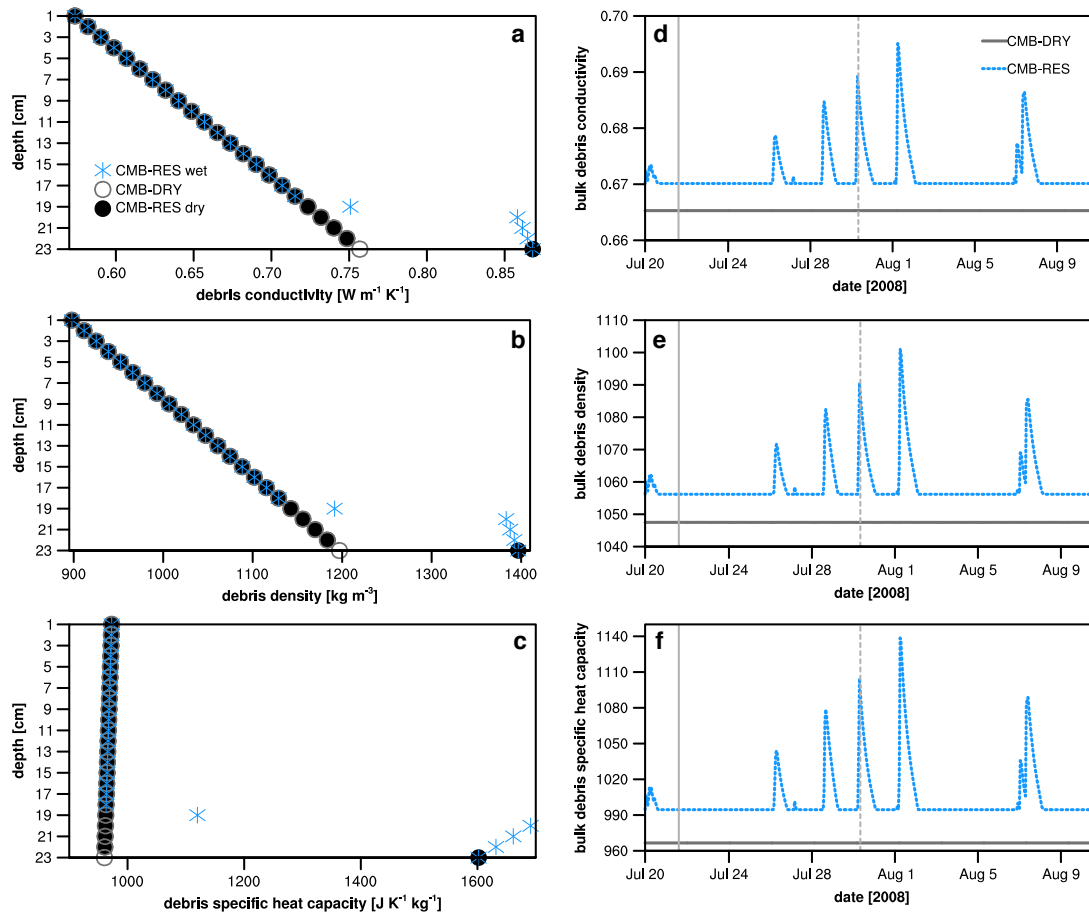 a
depth [cm]
1
3
5
7
9
11
13
15
17
19
21
23
CMB-RES wet
CMB-DRY
CMB-RES dry
0.60 0.65 0.70 0.75 0.80 0.85
debris conductivity [W m⁻¹ K⁻¹]
b
depth [cm]
1
3
5
7
9
11
13
15
17
19
21
23
900 1000 1100 1200 1300 1400
debris density [kg m⁻³]
c
depth [cm]
1
3
5
7
9
11
13
15
17
19
21
23
1000 1200 1400 1600
debris specific heat capacity [J K⁻¹ kg⁻¹]
d
bulk debris conductivity
0.70
0.69
0.68
0.67
0.66
CMB-DRY
CMB-RES
Jul 20 Jul 24 Jul 28 Aug 1 Aug 5 Aug 9
date [2008]
e
bulk debris density
1110
1100
1090
1080
1070
1060
1050
1040
Jul 20 Jul 24 Jul 28 Aug 1 Aug 5 Aug 9
date [2008]
f
bulk debris specific heat capacity
1140
1110
1080
1050
1020
990
960
Jul 20 Jul 24 Jul 28 Aug 1 Aug 5 Aug 9
date [2008]